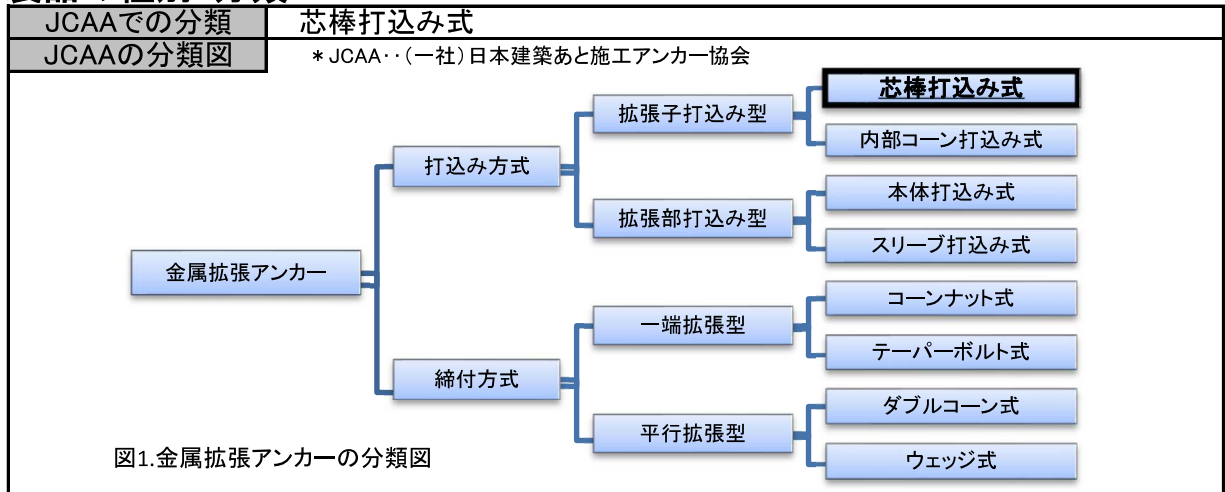 JCAAでの分類 芯棒打込み式
JCAAの分類図 *JCAA‥(一社)日本建築あと施工アンカー協会
芯棒打込み式
拡張子打込み型
内部コーン打込み式
打込み方式
本体打込み式
拡張部打込み型
スリーブ打込み式
金属拡張アンカー
コーンナット式
一端拡張型
テーパーボルト式
締付方式
ダブルコーン式
平行拡張型
ウェッジ式
図1.金属拡張アンカーの分類図